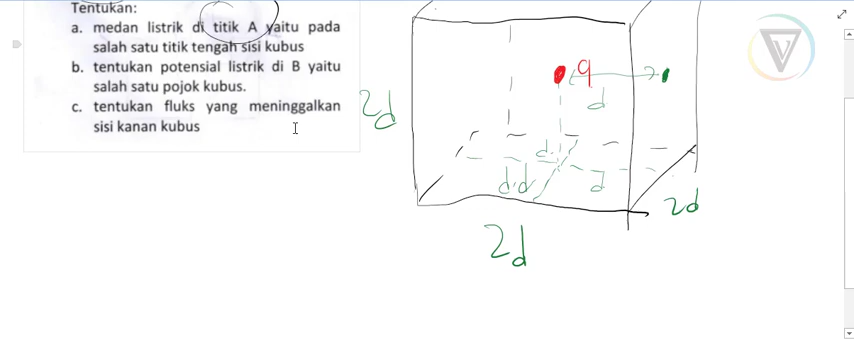 Tentukan:
a. medan listrik di titik A yaitu pada
salah satu titik tengah sisi kubus
b. tentukan potensial listrik di B yaitu
salah satu pojok kubus.
c. tentukan fluks yang meninggalkan
sisi kanan kubus
q
d
2d
d
d.d
d
2d
2d